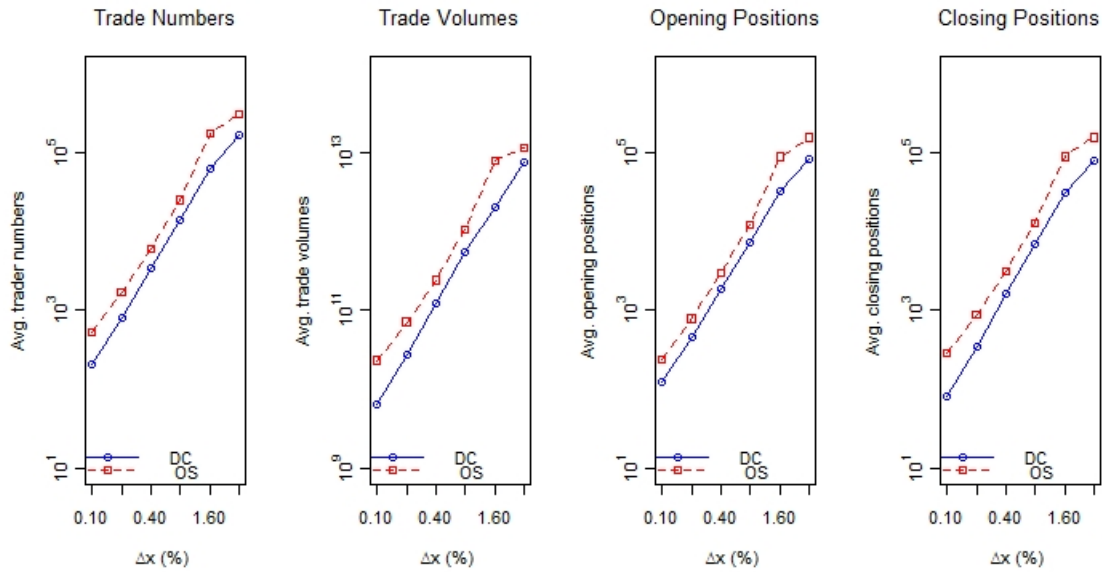 Trade Numbers
Avg. trader numbers
10^5
10^3
10^1
DC
OS
0.10 0.40 1.60
Δx (%)
Trade Volumes
Avg. trade volumes
10^13
10^11
10^9
DC
OS
0.10 0.40 1.60
Δx (%)
Opening Positions
Avg. opening positions
10^5
10^3
10^1
DC
OS
0.10 0.40 1.60
Δx (%)
Closing Positions
Avg. closing positions
10^5
10^3
10^1
DC
OS
0.10 0.40 1.60
Δx (%)